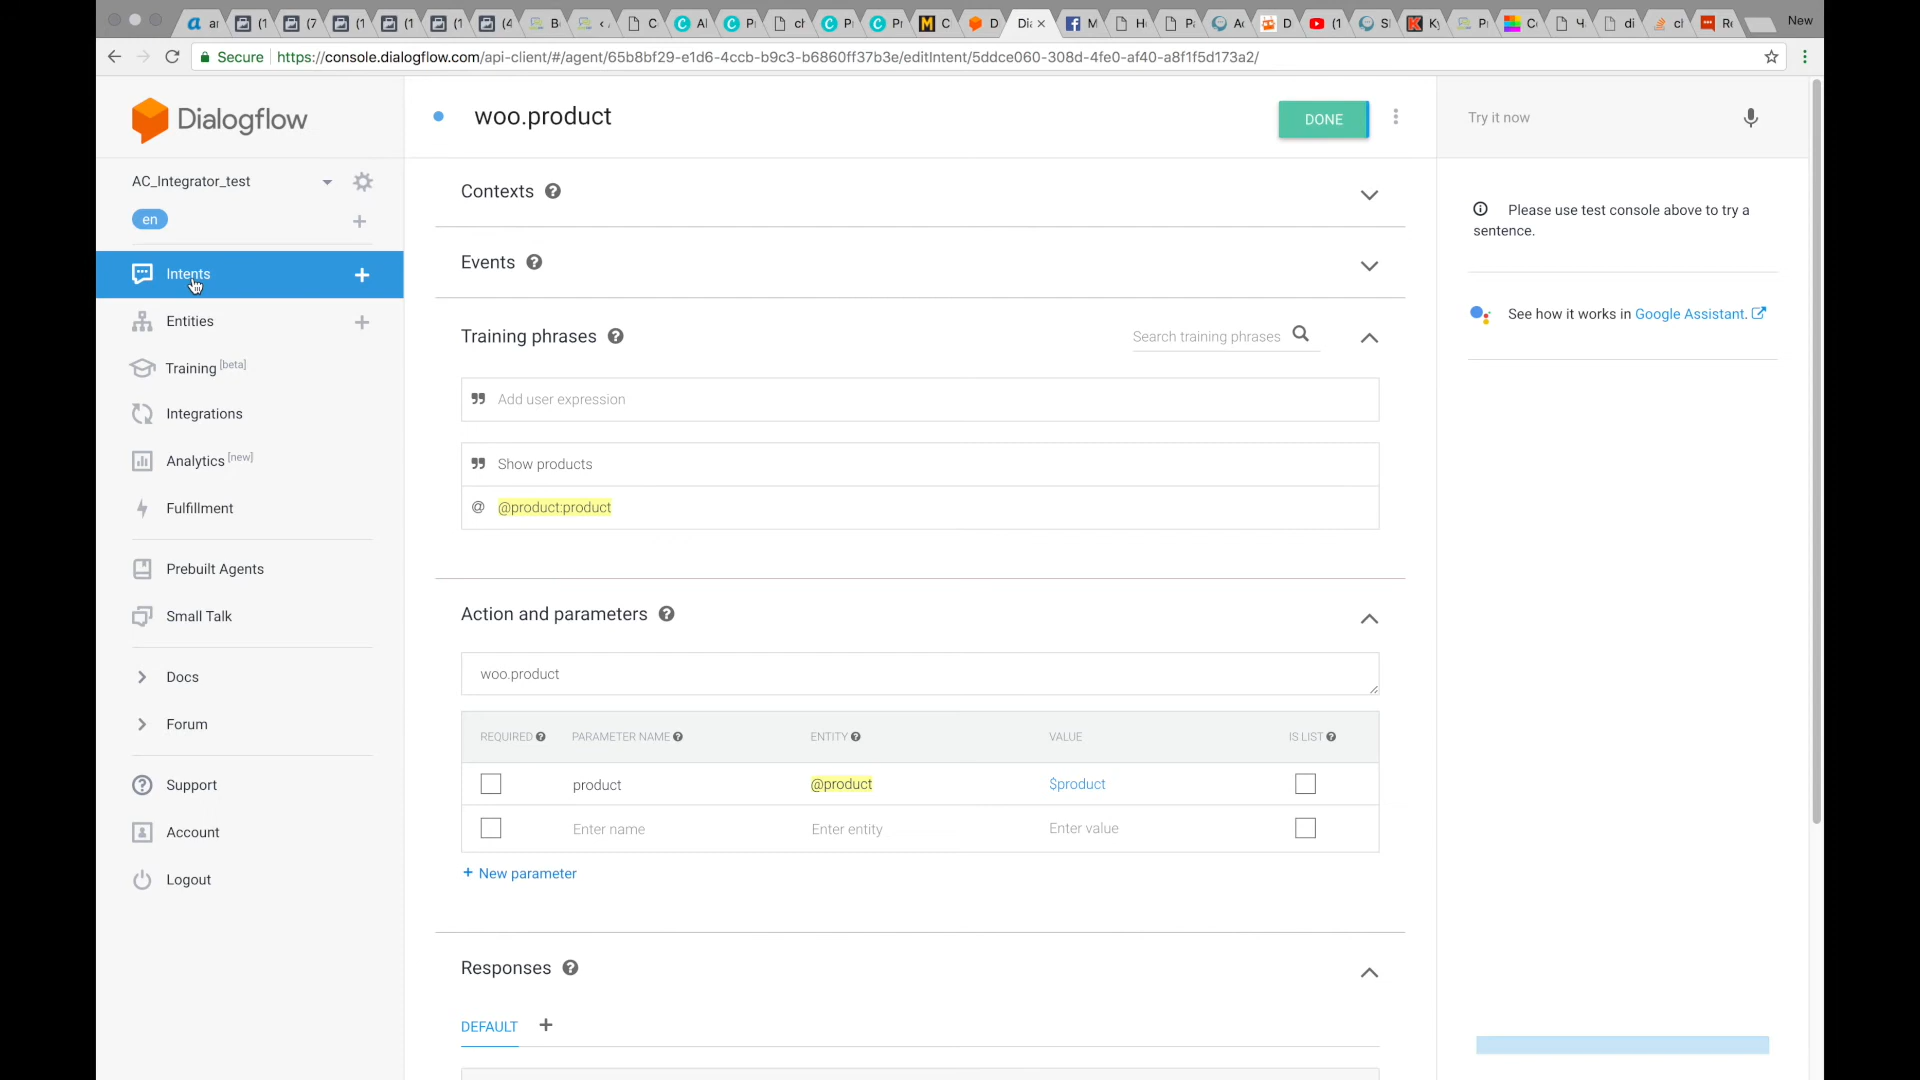 New
Secure https://console.dialogflow.com/api-client/#/agent/65b8bf29-e1d6-4ccb-b9c3-b6860ff37b3e/editIntent/5ddce060-308d-4fe0-af40-a8f1f5d173a2/
Dialogflow
woo.product
DONE
Try it now
AC_Integrator_test
en
Contexts
Please use test console above to try a
sentence.
Intents
Events
Entities
See how it works in Google Assistant.
Training phrases
Search training phrases
Training [beta]
Add user expression
Integrations
Analytics [new]
Show products
Fulfillment
@ @product:product
Prebuilt Agents
Small Talk
Action and parameters
Docs
woo.product
Forum
REQUIRED PARAMETER NAME ENTITY VALUE IS LIST
Support
product @product $product
Account
Enter name Enter entity Enter value
Logout
+ New parameter
Responses
DEFAULT